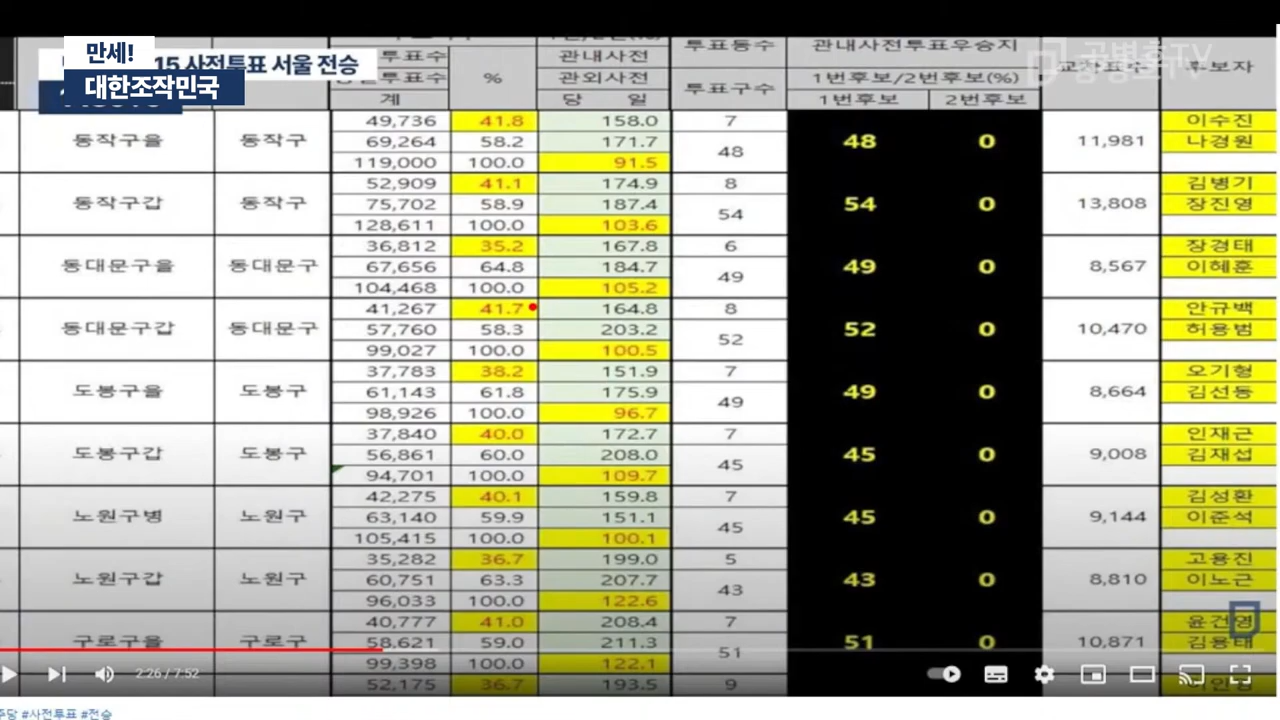 만세!
15 사전투표 서울 전승
대한조작민국
공병호TV
투표수 % 관내사전 투표동수 관내사전투표우승지 후보자
투표수 관외사전 1번후보/2번후보(%)
계 당 일 투표구수 1번후보 2번후보
49,736 41.8 158.0 7 이수진
동작구을 동작구 69,264 58.2 171.7 48 48 0 11,981 나경원
119,000 100.0 91.5
52,909 41.1 174.9 8 김병기
동작구갑 동작구 75,702 58.9 187.4 54 54 0 13,808 장진영
128,611 100.0 103.6
36,812 35.2 167.8 6 장경태
동대문구을 동대문구 67,656 64.8 184.7 49 49 0 8,567 이혜훈
104,468 100.0 105.2
41,267 41.7 164.8 8 안규백
동대문구갑 동대문구 57,760 58.3 203.2 52 52 0 10,470 허용범
99,027 100.0 100.5
37,783 38.2 151.9 7 오기형
도봉구을 도봉구 61,143 61.8 175.9 49 49 0 8,664 김선동
98,926 100.0 96.7
37,840 40.0 172.7 7 인재근
도봉구갑 도봉구 56,861 60.0 208.0 45 45 0 9,008 김재섭
94,701 100.0 109.7
42,275 40.1 159.8 7 김성환
노원구병 노원구 63,140 59.9 151.1 45 45 0 9,144 이준석
105,415 100.0 100.1
35,282 36.7 199.0 5 고용진
노원구갑 노원구 60,751 63.3 207.7 43 43 0 8,810 이노근
96,033 100.0 122.6
40,777 41.0 208.4 7 윤건영
구로구을 구로구 58,621 59.0 211.3 51 51 0 10,871 김용태
99,398 100.0 122.1
52,175 36.7 193.5 9
2:26 / 7:52
#사전투표 #전승